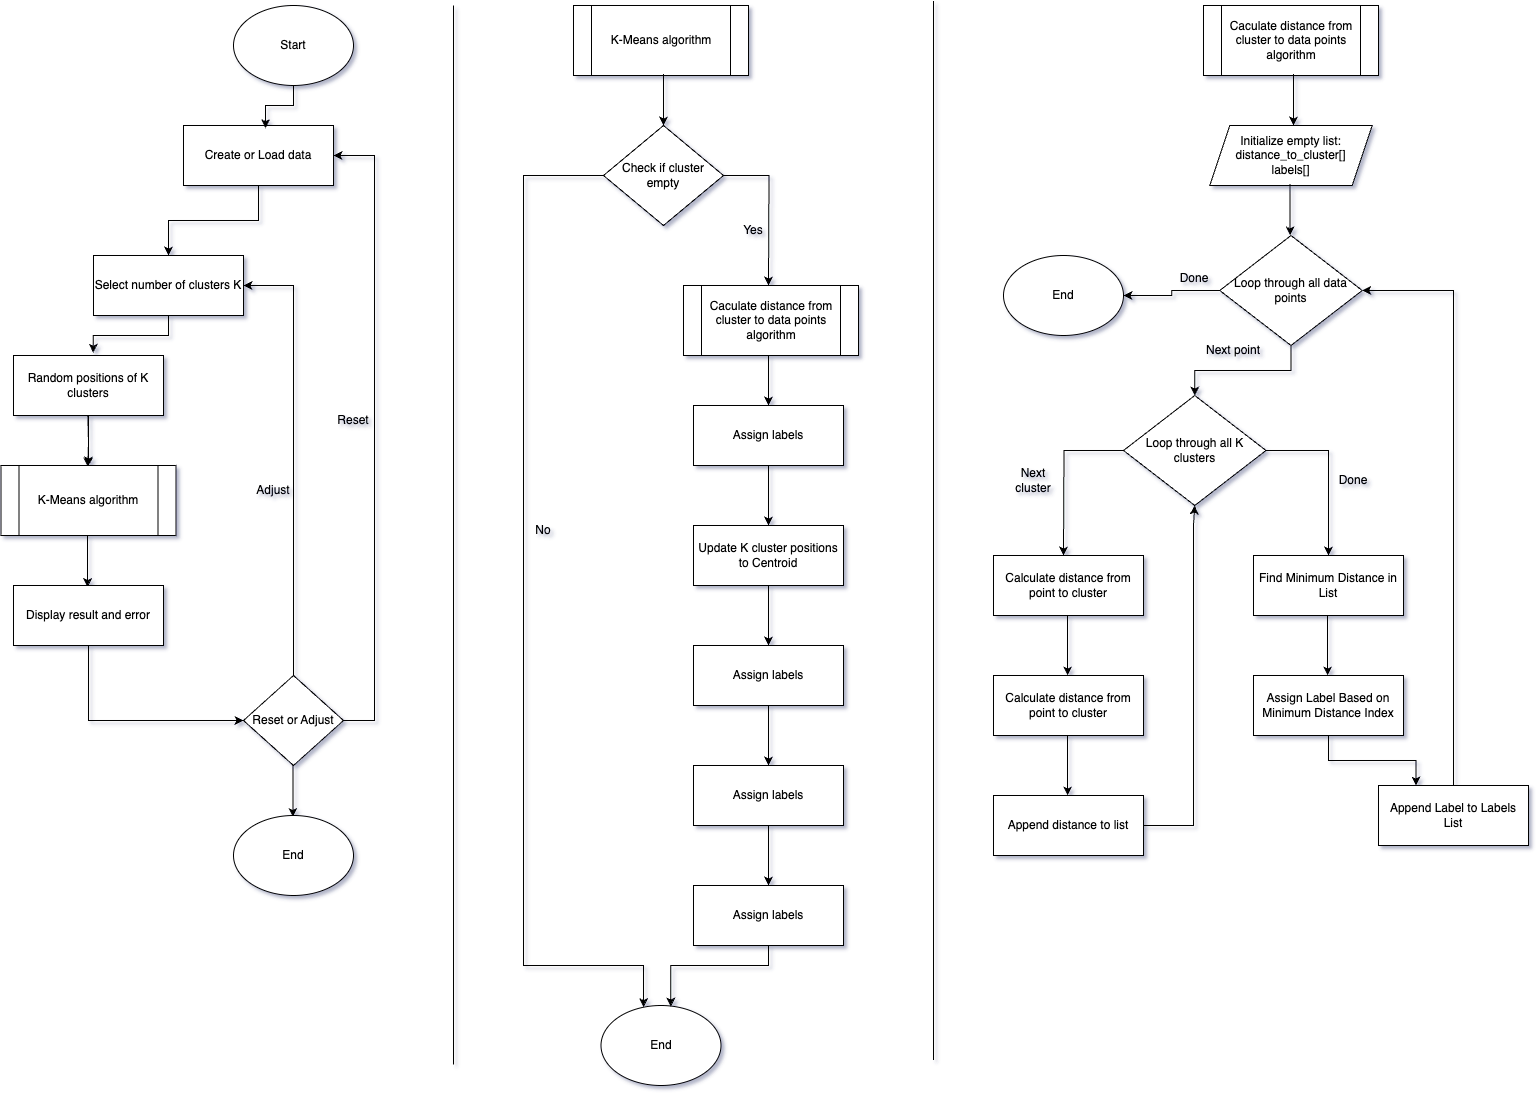 Start
Create or Load data
Select number of clusters K
Random positions of K
clusters
K-Means algorithm
Display result and error
Reset or Adjust
Adjust
Reset
End
K-Means algorithm
Check if cluster
empty
Yes
No
Caculate distance from
cluster to data points
algorithm
Assign labels
Update K cluster positions
to Centroid
Assign labels
Assign labels
Assign labels
End
Caculate distance from
cluster to data points
algorithm
Initialize empty list:
distance_to_cluster[]
labels[]
Loop through all data
points
Done
End
Next point
Loop through all K
clusters
Next
cluster
Done
Calculate distance from
point to cluster
Calculate distance from
point to cluster
Append distance to list
Find Minimum Distance in
List
Assign Label Based on
Minimum Distance Index
Append Label to Labels
List